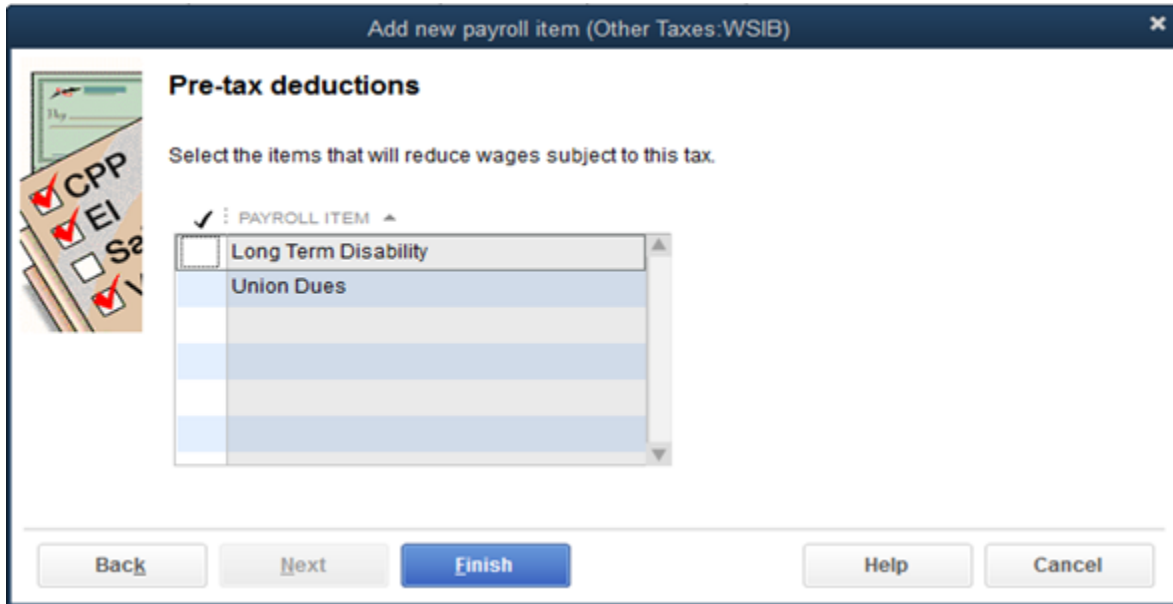 Add new payroll item (Other Taxes:WSIB)
Pre-tax deductions
Select the items that will reduce wages subject to this tax.
CPP
EI
PAYROLL ITEM
Long Term Disability
Union Dues
Back
Next
Finish
Help
Cancel